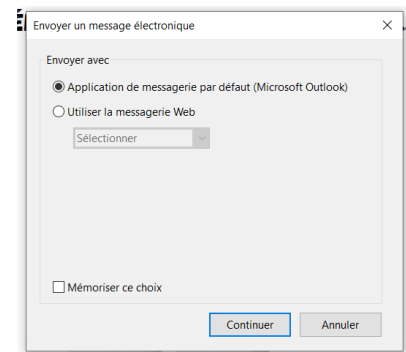 Envoyer un message électronique
Envoyer avec
Application de messagerie par défaut (Microsoft Outlook)
Utiliser la messagerie Web
Sélectionner
Mémoriser ce choix
Continuer
Annuler